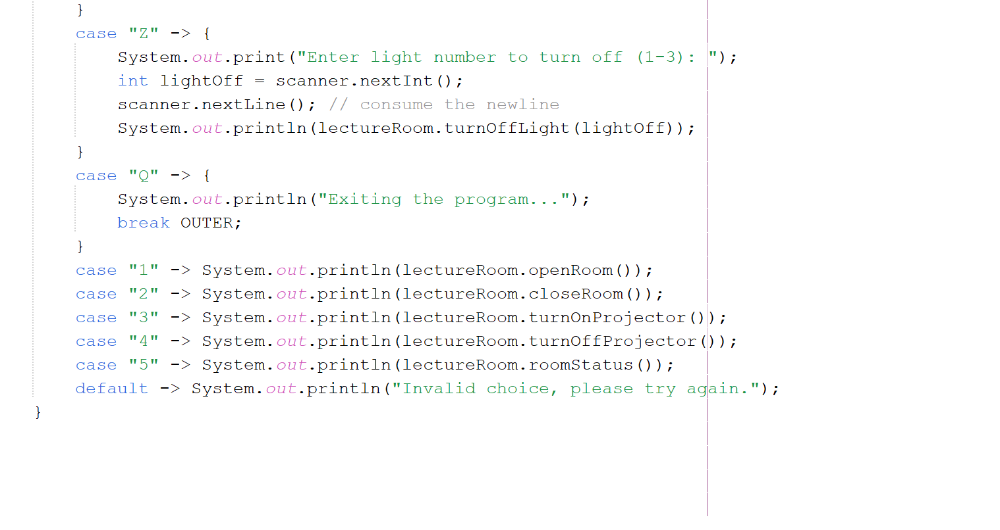 }
case "Z" -> {
System.out.print("Enter light number to turn off (1-3): ");
int lightOff = scanner.nextInt();
scanner.nextLine(); // consume the newline
System.out.println(lectureRoom.turnOffLight(lightOff));
}
case "Q" -> {
System.out.println("Exiting the program...");
break OUTER;
}
case "1" -> System.out.println(lectureRoom.openRoom());
case "2" -> System.out.println(lectureRoom.closeRoom());
case "3" -> System.out.println(lectureRoom.turnOnProjector());
case "4" -> System.out.println(lectureRoom.turnOffProjector());
case "5" -> System.out.println(lectureRoom.roomStatus());
default -> System.out.println("Invalid choice, please try again.");
}